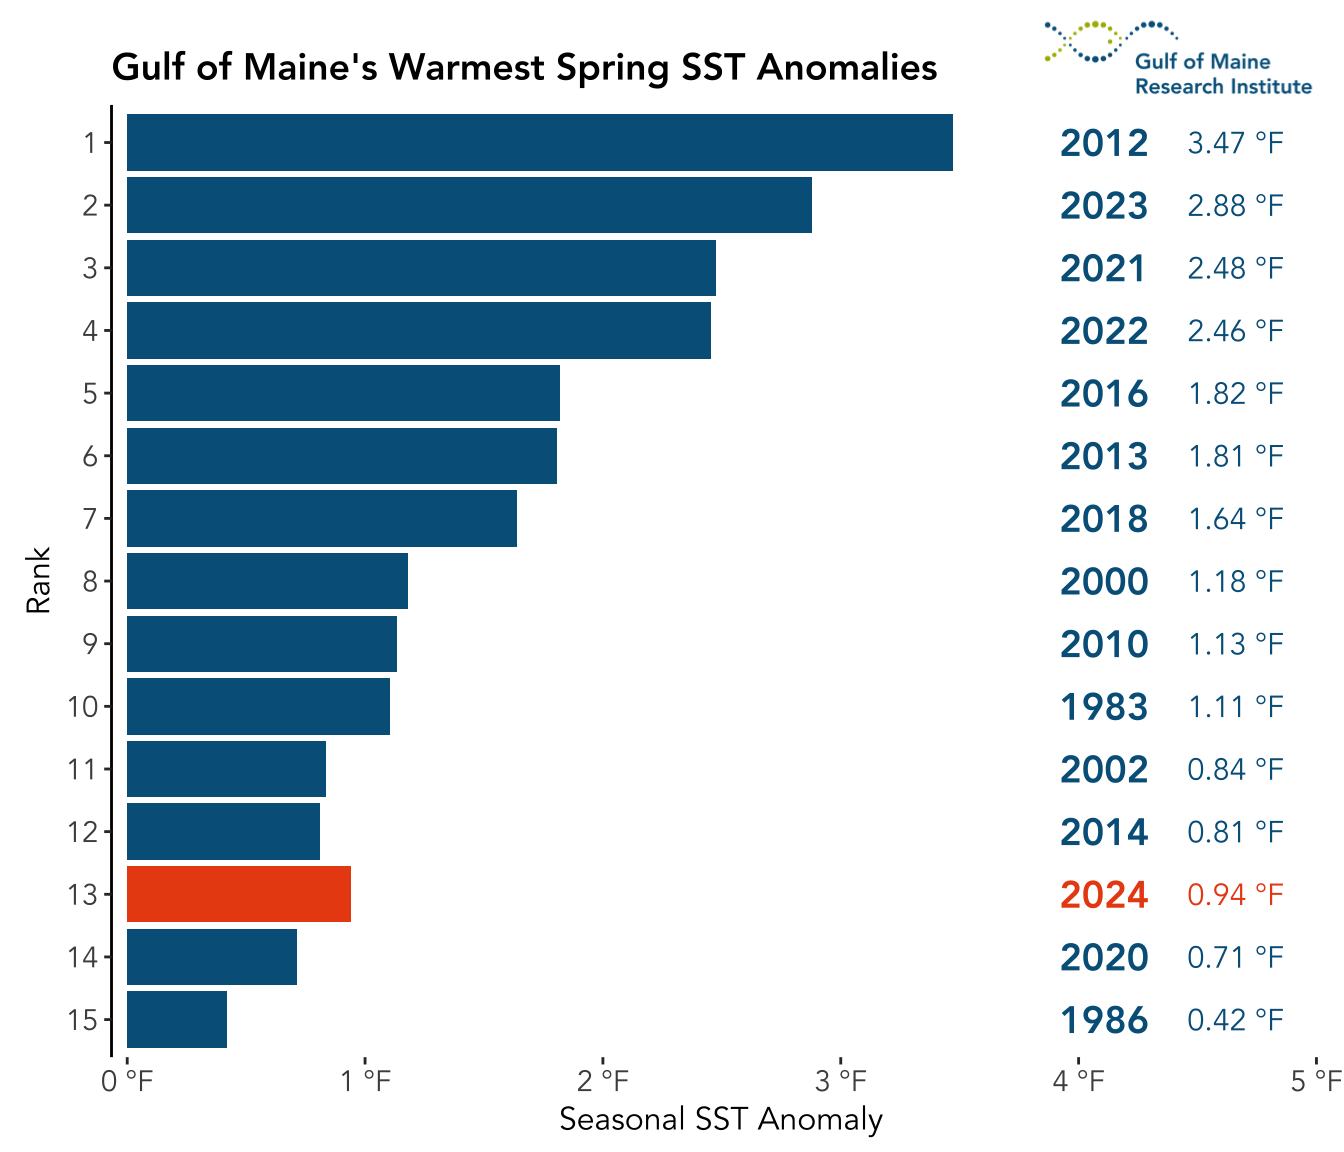 Gulf of Maine's Warmest Spring SST Anomalies
Gulf of Maine
Research Institute
1 2012 3.47 °F
2 2023 2.88 °F
3 2021 2.48 °F
4 2022 2.46 °F
5 2016 1.82 °F
6 2013 1.81 °F
7 2018 1.64 °F
Rank
8 2000 1.18 °F
9 2010 1.13 °F
10 1983 1.11 °F
11 2002 0.84 °F
12 2014 0.81 °F
13 2024 0.94 °F
14 2020 0.71 °F
15 1986 0.42 °F
0 °F 1 °F 2 °F 3 °F 4 °F 5 °F
Seasonal SST Anomaly